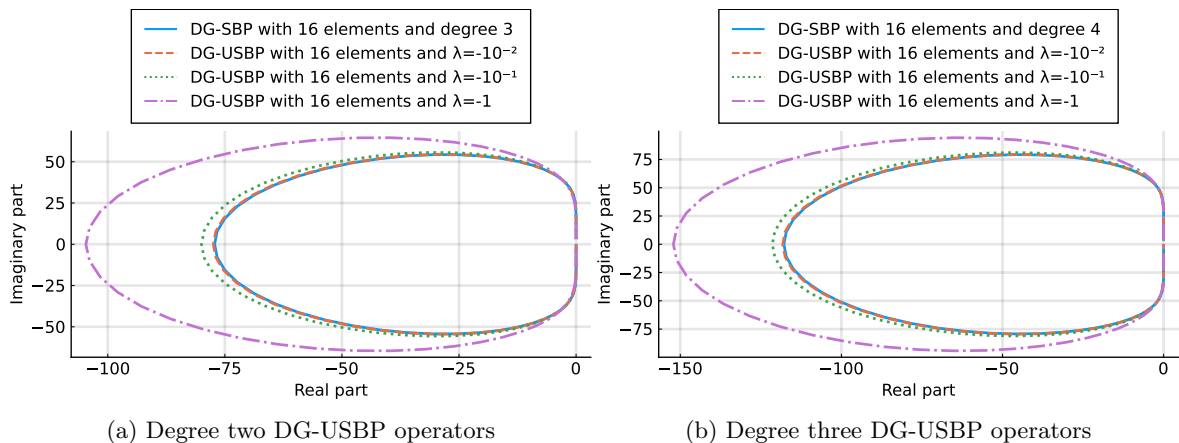 DG-SBP with 16 elements and degree 3
DG-USBP with 16 elements and λ=-10⁻²
DG-USBP with 16 elements and λ=-10⁻¹
DG-USBP with 16 elements and λ=-1
50
25
0
−25
−50
Imaginary part
−100
−75
−50
−25
0
Real part
(a) Degree two DG-USBP operators
DG-SBP with 16 elements and degree 4
DG-USBP with 16 elements and λ=-10⁻²
DG-USBP with 16 elements and λ=-10⁻¹
DG-USBP with 16 elements and λ=-1
75
50
25
0
−25
−50
−75
Imaginary part
−150
−100
−50
0
Real part
(b) Degree three DG-USBP operators